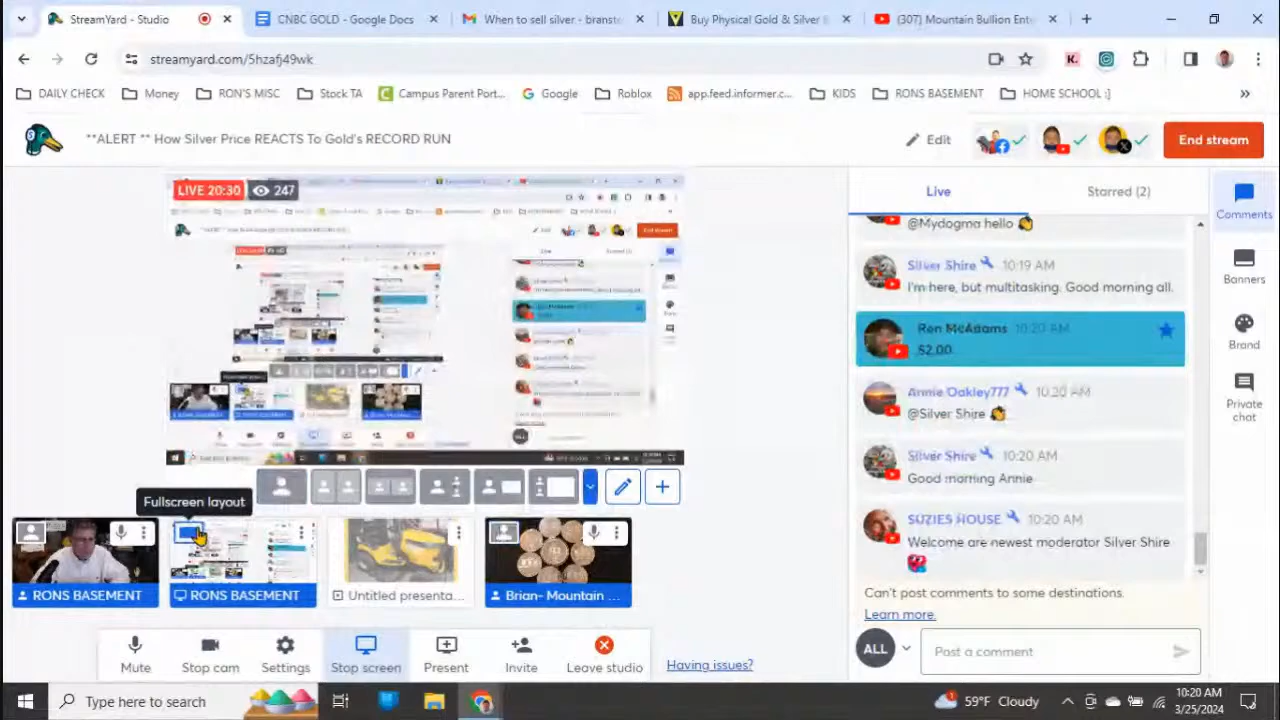 StreamYard - Studio
CNBC GOLD - Google Docs
When to sell silver - branste
Buy Physical Gold & Silver B
(307) Mountain Bullion Ente
streamyard.com/5hzafj49wk
DAILY CHECK
Money
RON'S MISC
Stock TA
Campus Parent Port...
Google
Roblox
app.feed.informer.c...
KIDS
RONS BASEMENT
HOME SCHOOL :]
**ALERT ** How Silver Price REACTS To Gold's RECORD RUN
Edit
End stream
LIVE 20:30
247
Live
Starred (2)
Comments
Banners
Brand
Private chat
@Mydogma hello
Silver Shire 10:19 AM
I'm here, but multitasking. Good morning all.
Ron McAdams 10:20 AM
$2.00
Annie Oakley777 10:20 AM
@Silver Shire
Silver Shire 10:20 AM
Good morning Annie
SUZIES HOUSE 10:20 AM
Welcome are newest moderator Silver Shire
Can't post comments to some destinations.
Learn more.
ALL
Post a comment
Fullscreen layout
RONS BASEMENT
RONS BASEMENT
Untitled presenta...
Brian- Mountain ...
Mute
Stop cam
Settings
Stop screen
Present
Invite
Leave studio
Having issues?
Type here to search
59°F Cloudy
10:20 AM
3/25/2024